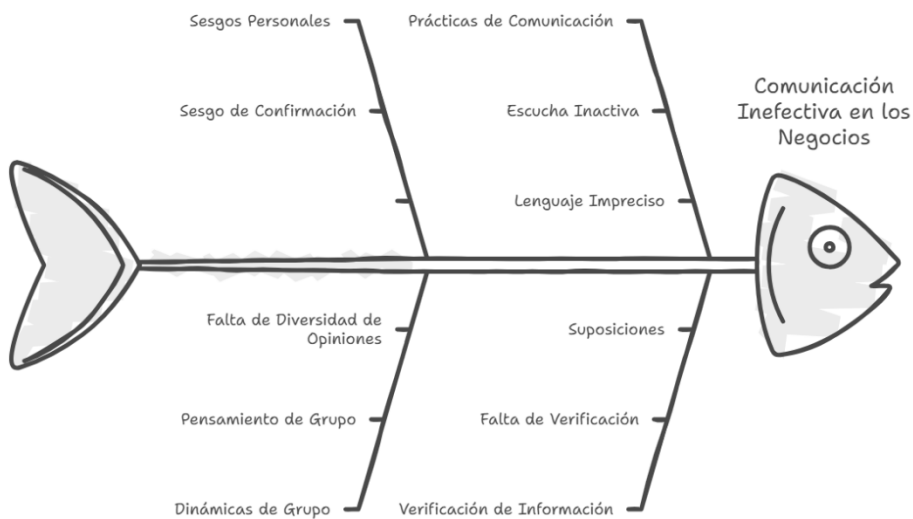 Sesgos Personales
Sesgo de Confirmación
Prácticas de Comunicación
Escucha Inactiva
Lenguaje Impreciso
Comunicación
Inefectiva en los
Negocios
Falta de Diversidad de
Opiniones
Pensamiento de Grupo
Dinámicas de Grupo
Suposiciones
Falta de Verificación
Verificación de Información